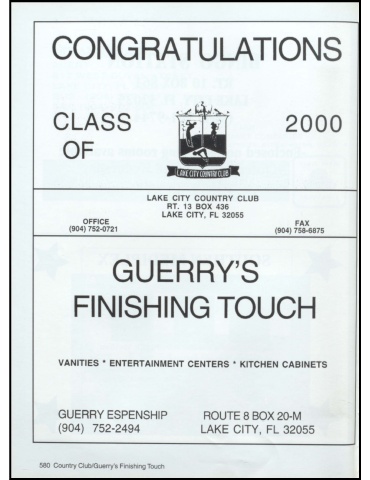 CONGRATULATIONS
CLASS OF 2000
LAKE CITY COUNTRY CLUB
LAKE CITY COUNTRY CLUB
RT. 13 BOX 436
LAKE CITY, FL 32055
OFFICE
(904) 752-0721
FAX
(904) 758-6875
GUERRY'S
FINISHING TOUCH
VANITIES * ENTERTAINMENT CENTERS * KITCHEN CABINETS
GUERRY ESPENSHIP
(904) 752-2494
ROUTE 8 BOX 20-M
LAKE CITY, FL 32055
580 Country Club/Guerry's Finishing Touch